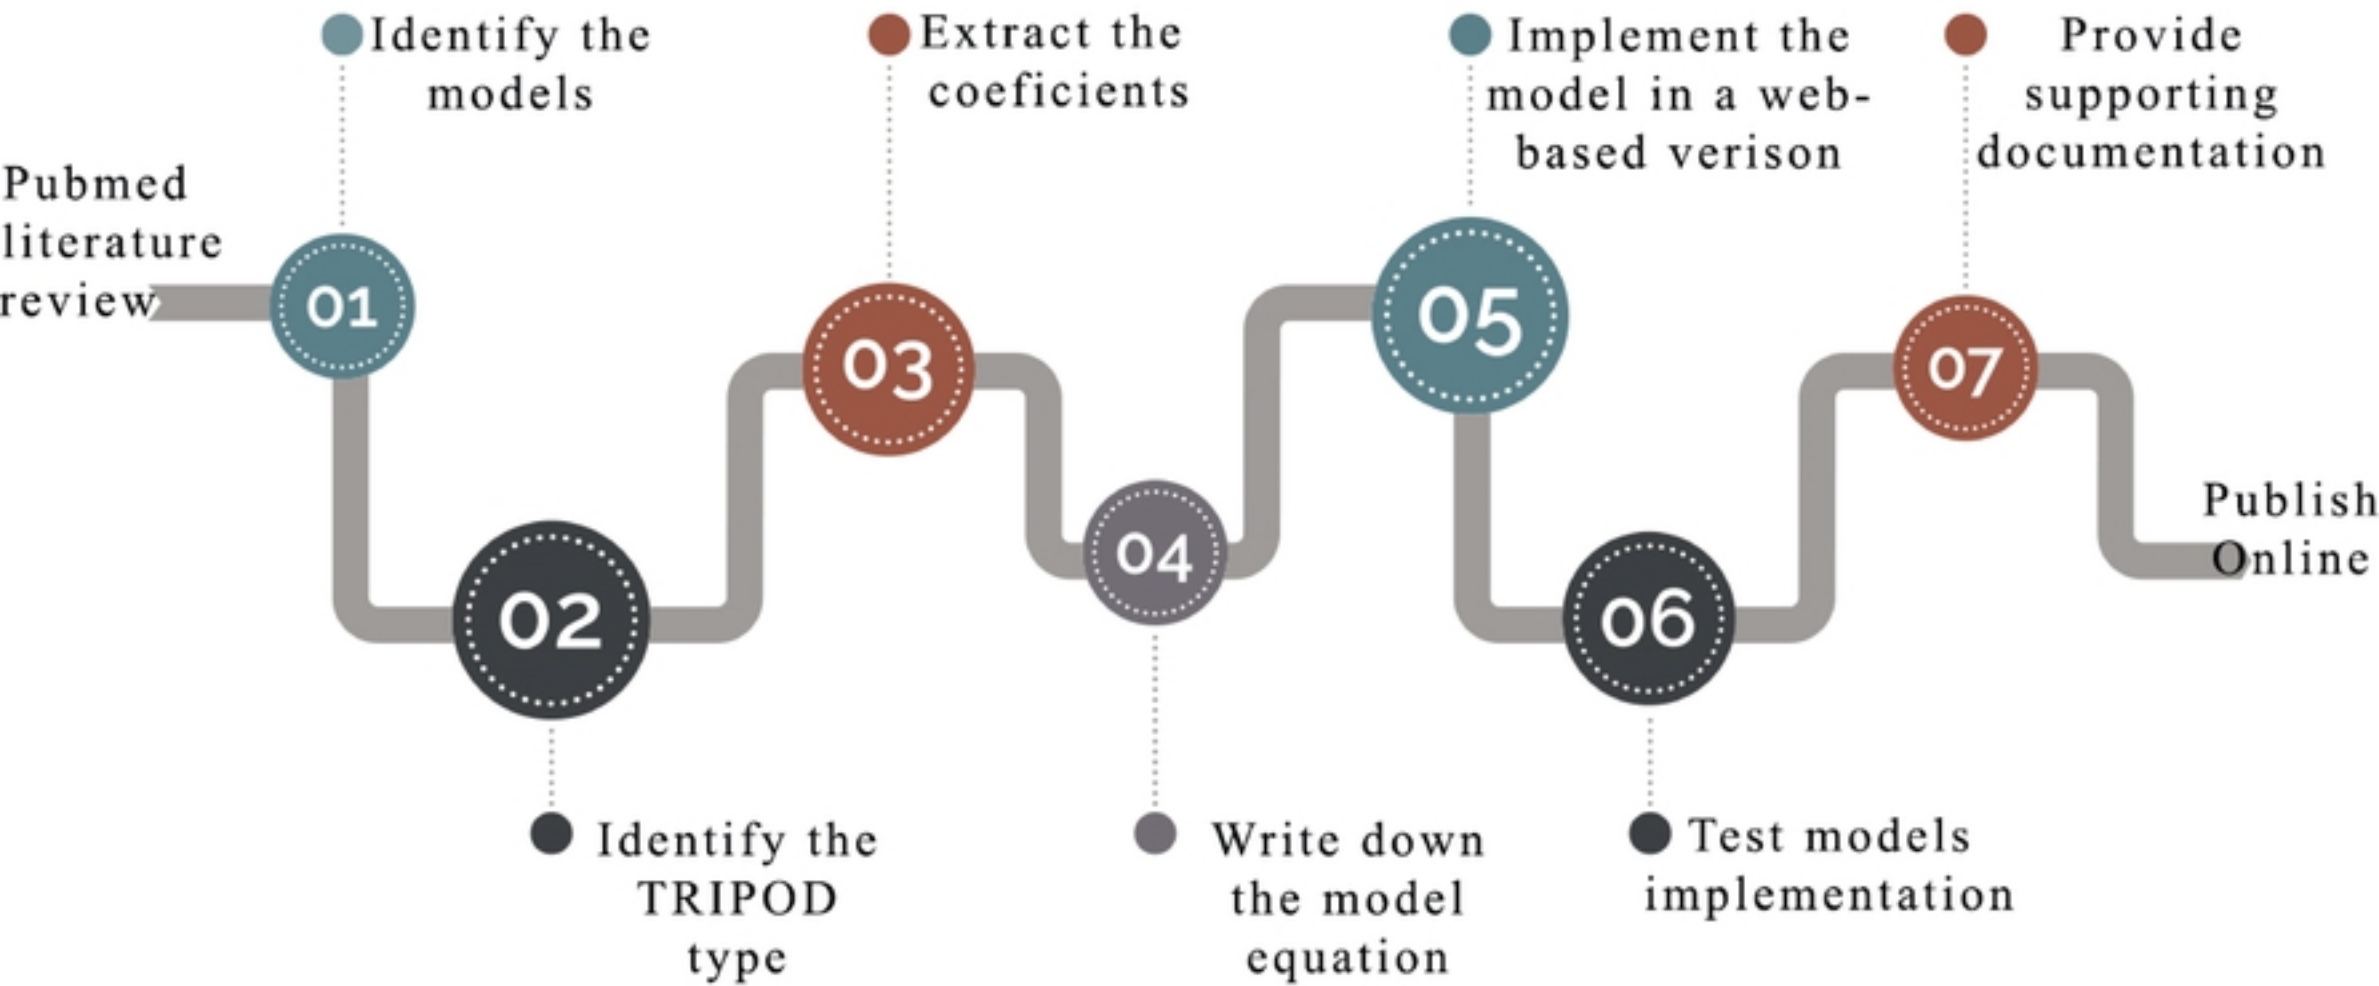 Pubmed
literature
review
01
Identify the
models
02
Identify the
TRIPOD
type
03
Extract the
coeficients
04
Write down
the model
equation
05
Implement the
model in a web-
based verison
06
Test models
implementation
07
Provide
supporting
documentation
Publish
Online